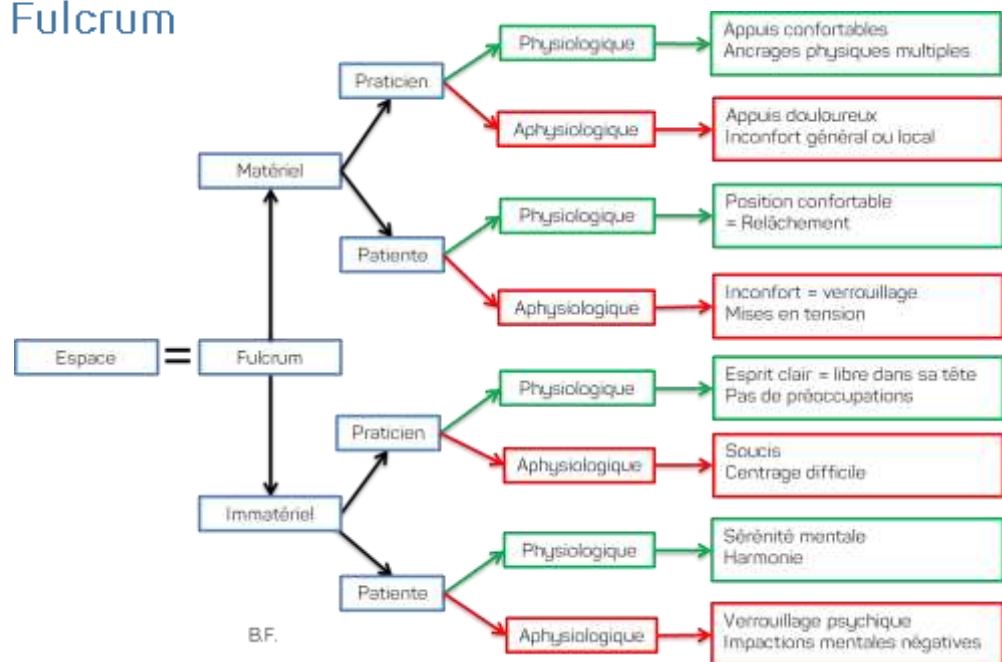 Fulcrum
Physiologique
Appuis confortables
Ancrages physiques multiples
Praticien
Aphysiologique
Appuis douloureux
Inconfort général ou local
Matériel
Physiologique
Position confortable
= Relâchement
Patiente
Aphysiologique
Inconfort = verrouillage
Mises en tension
Espace = Fulcrum
Physiologique
Esprit clair = libre dans sa tête
Pas de préoccupations
Praticien
Aphysiologique
Soucis
Centrage difficile
Immatériel
Physiologique
Sérénité mentale
Harmonie
Patiente
Aphysiologique
Verrouillage psychique
Impactions mentales négatives
B.F.